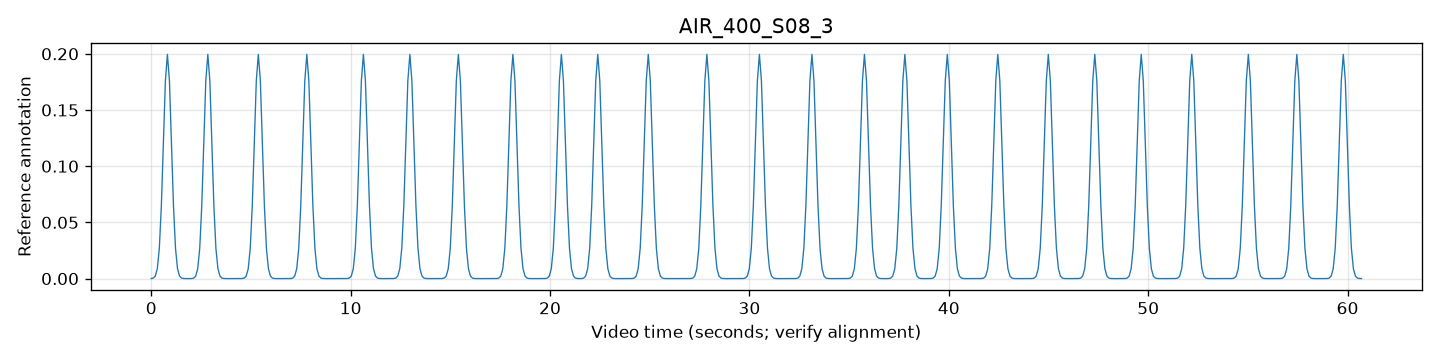 AIR_400_S08_3
Reference annotation
0.20
0.15
0.10
0.05
0.00
0 10 20 30 40 50 60
Video time (seconds; verify alignment)